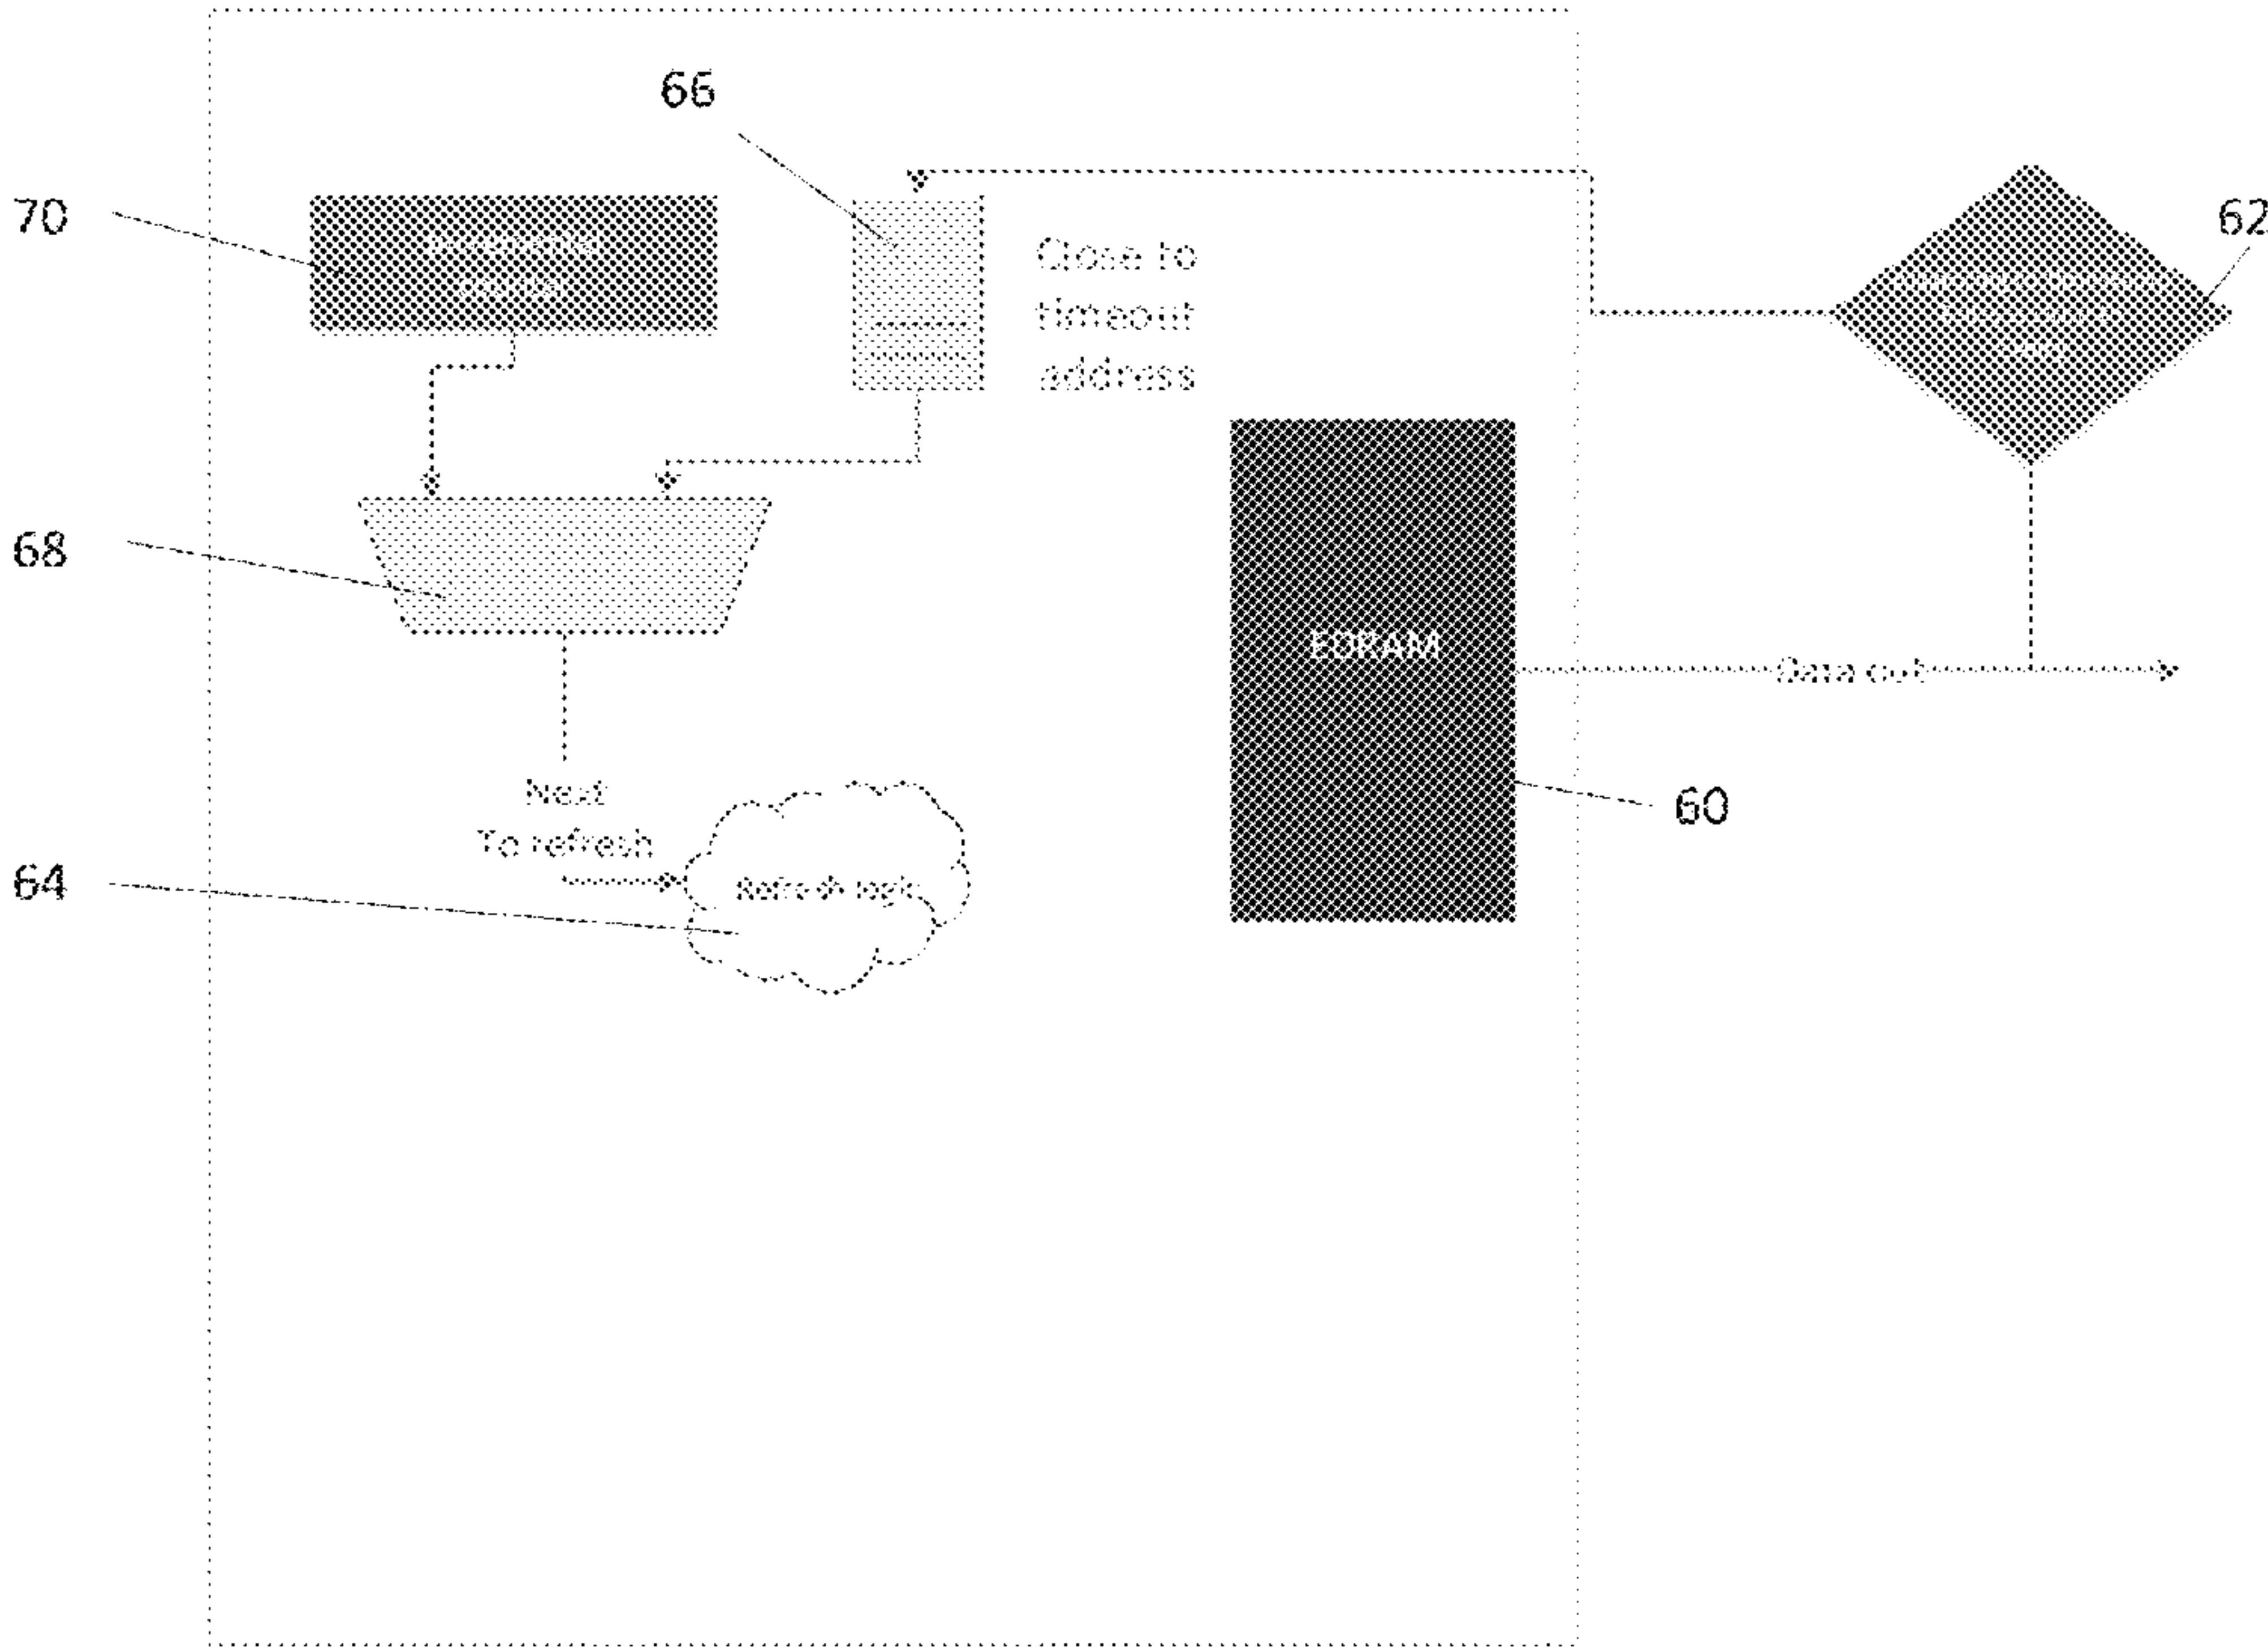 66
70
62
Close to
timeout
address
68
EDRAM
Data out
Next
To refresh
60
64
Refresh logic